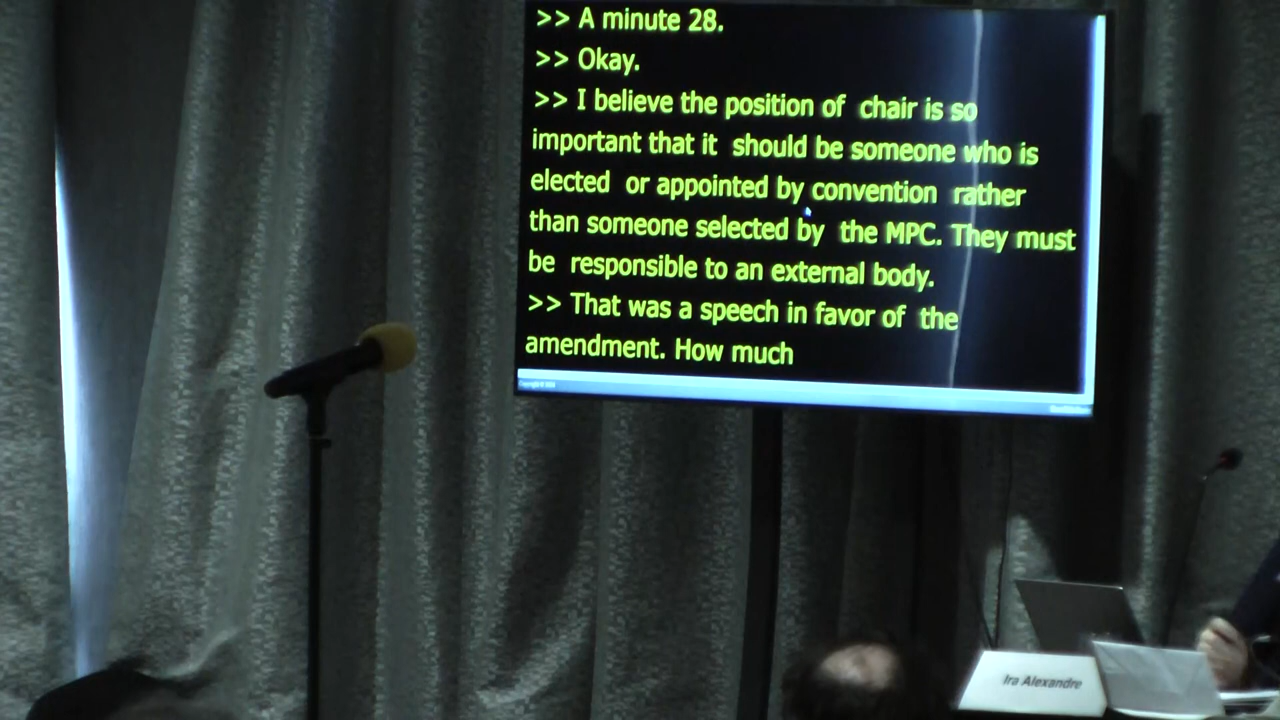 >> A minute 28.
>> Okay.
>> I believe the position of chair is so
important that it should be someone who is
elected or appointed by convention rather
than someone selected by the MPC. They must
be responsible to an external body.
>> That was a speech in favor of the
amendment. How much
Ira Alexandre